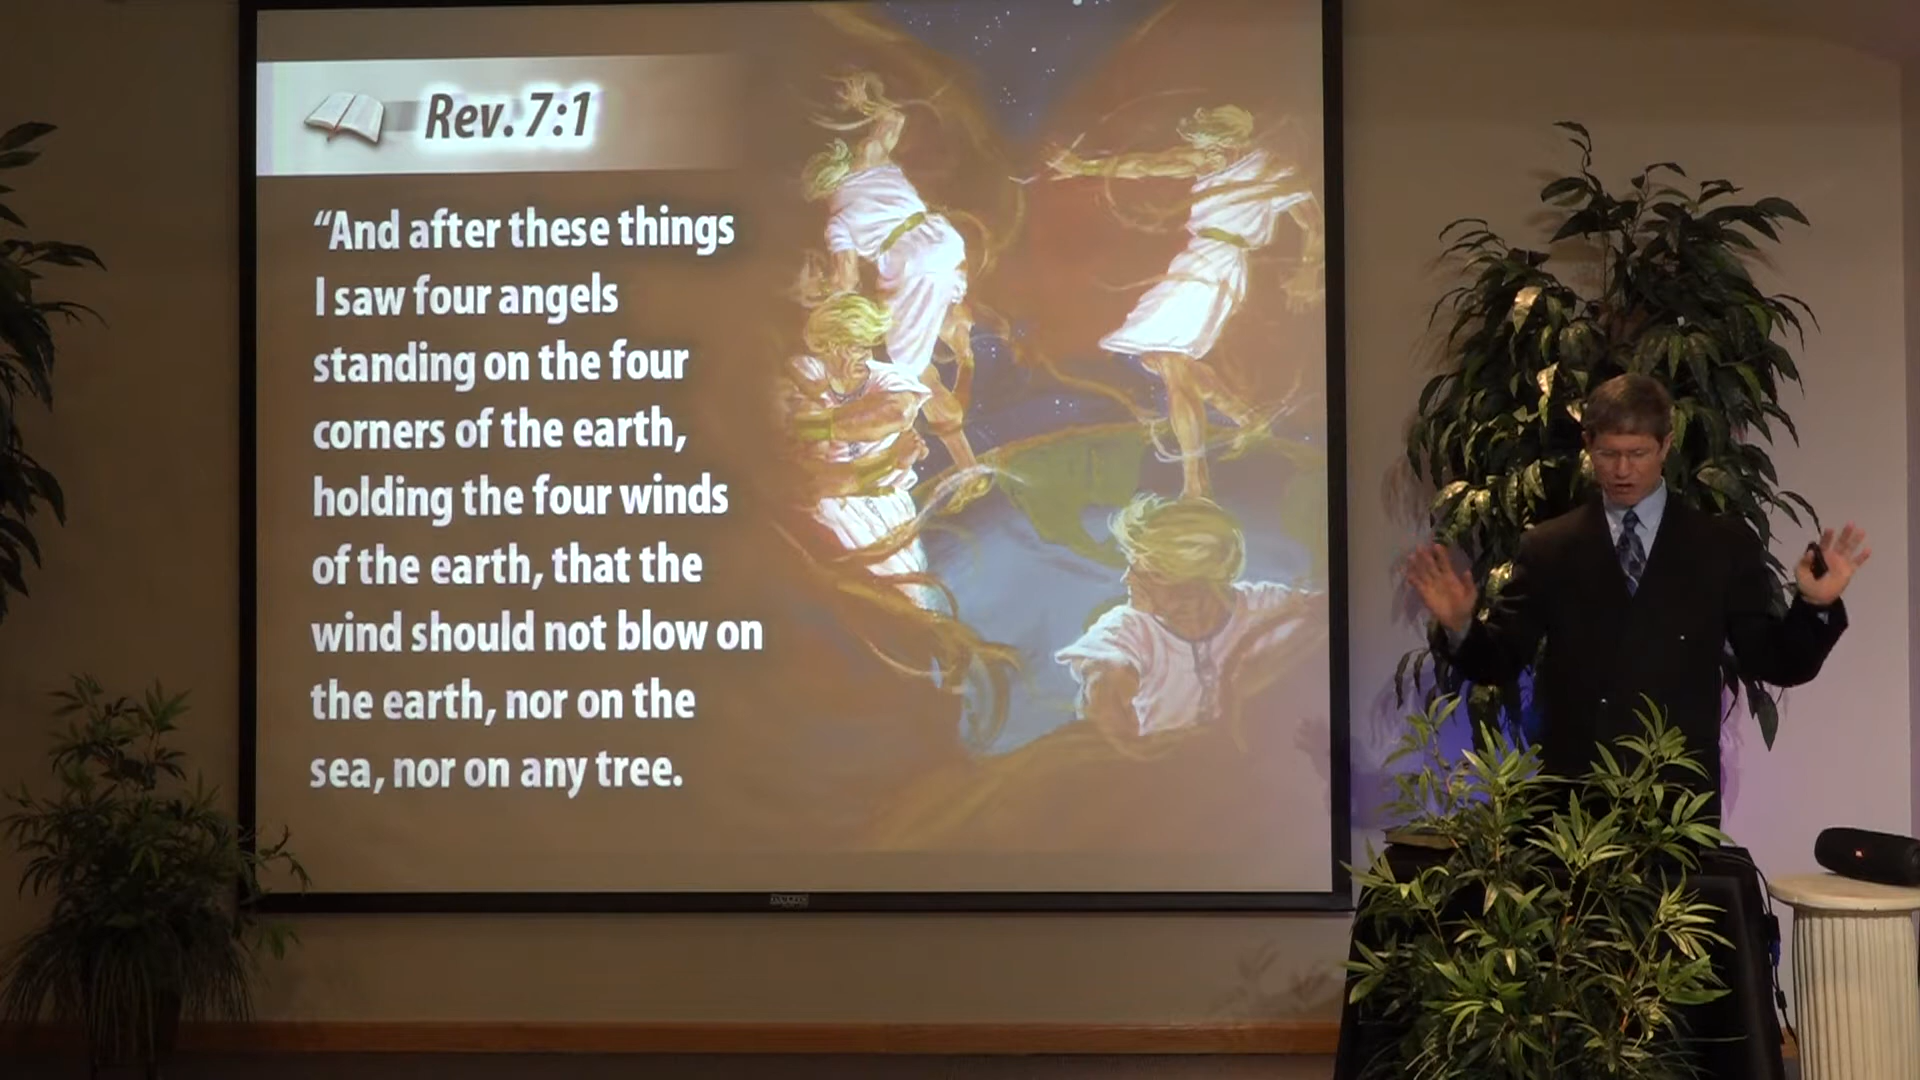 Rev. 7:1
“And after these things
I saw four angels
standing on the four
corners of the earth,
holding the four winds
of the earth, that the
wind should not blow on
the earth, nor on the
sea, nor on any tree.
JBL